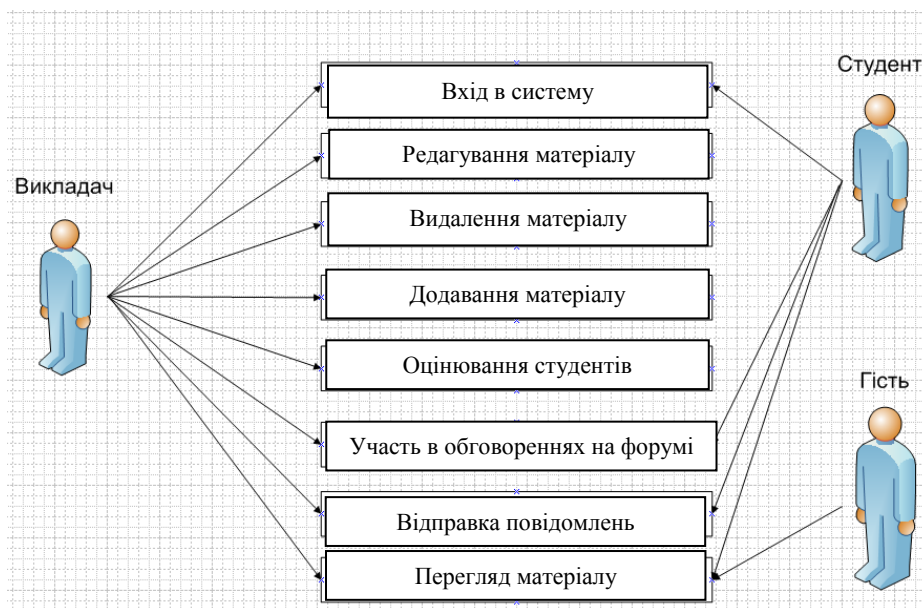 Студент
Вхід в систему
Редагування матеріалу
Викладач
Видалення матеріалу
Додавання матеріалу
Оцінювання студентів
Гість
Участь в обговореннях на форумі
Відправка повідомлень
Перегляд матеріалу